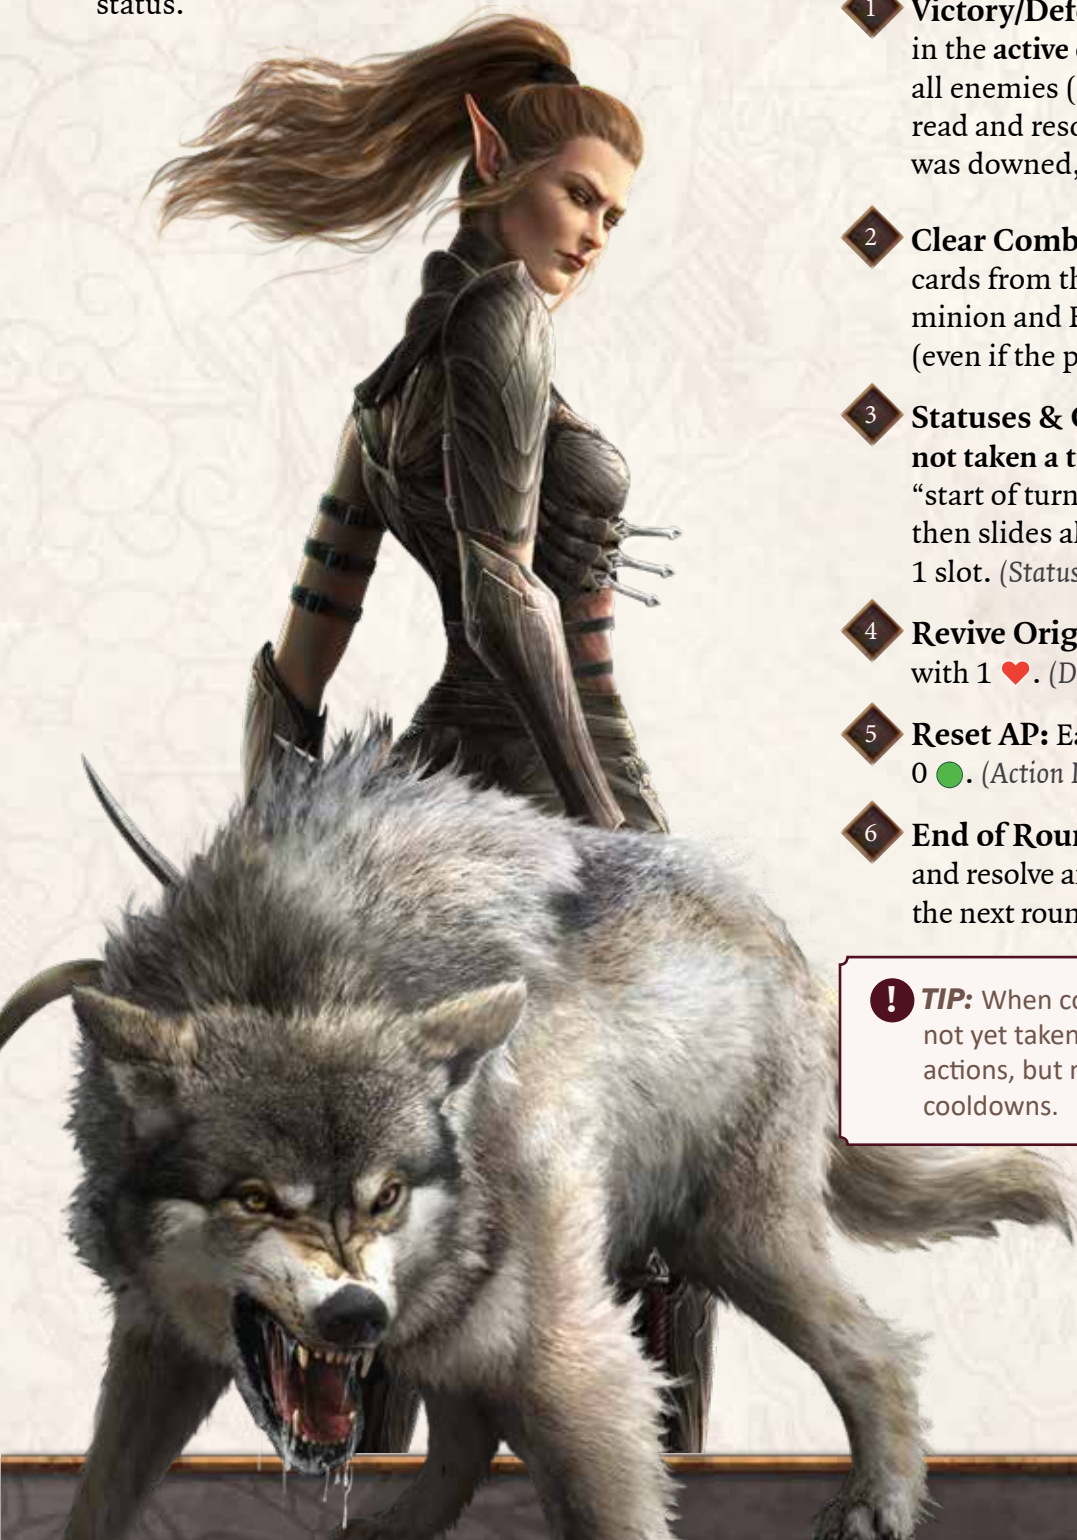 status.
1 Victory/Def
in the active
all enemies (
read and reso
was downed,
2 Clear Comb
cards from th
minion and E
(even if the p
3 Statuses &
not taken a t
“start of turn
then slides al
1 slot. (Status
4 Revive Orig
with 1 ♥. (D
5 Reset AP: Ea
0 . (Action
6 End of Roun
and resolve a
the next roun
! TIP: When co
not yet taken
actions, but
cooldowns.